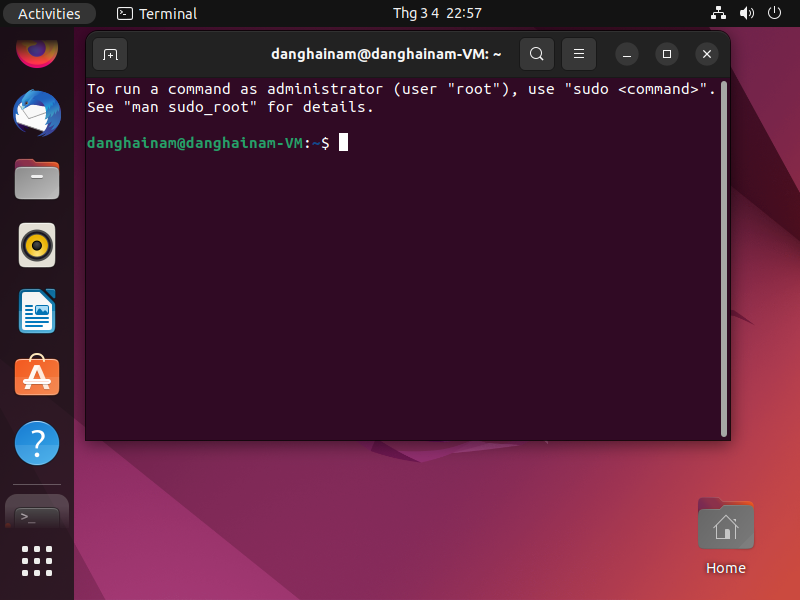 Activities
Terminal
Thg 3 4 22:57
danghainam@danghainam-VM: ~
To run a command as administrator (user "root"), use "sudo <command>".
See "man sudo_root" for details.
danghainam@danghainam-VM:~$
Home